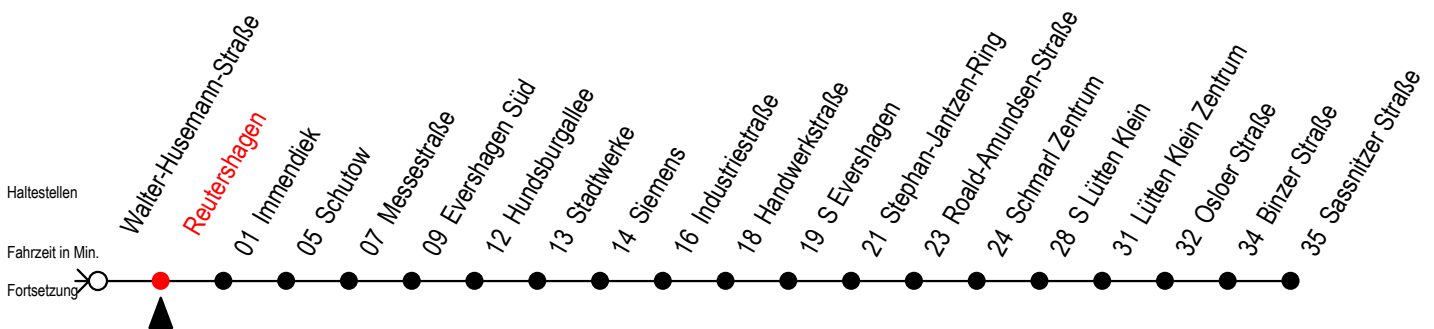 Walter-Husemann-Straße
Reutershagen
01 Immendiek
05 Schutow
07 Messestraße
09 Evershagen Süd
12 Hundsburgallee
13 Stadtwerke
14 Siemens
16 Industriestraße
18 Handwerkstraße
19 S Evershagen
21 Stephan-Jantzen-Ring
23 Roald-Amundsen-Straße
24 Schmarl Zentrum
28 S Lütten Klein
31 Lütten Klein Zentrum
32 Osloer Straße
34 Binzer Straße
35 Sassnitzer Straße
Haltestellen
Fahrzeit in Min.
Fortsetzung